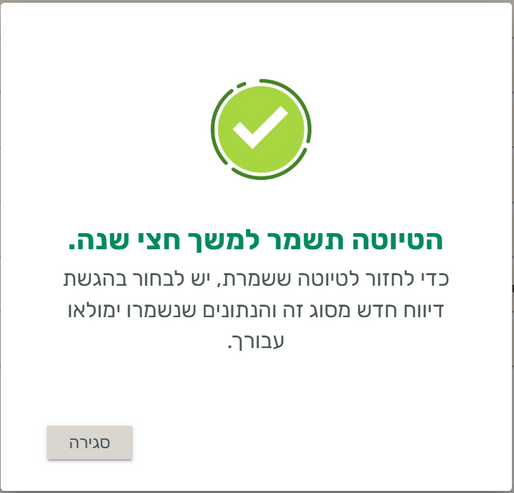 הטיוטה תשמר למשך חצי שנה.
כדי לחזור לטיוטה ששמרת, יש לבחור בהגשת
דיווח חדש מסוג זה והנתונים שנשמרו ימולאו
עבורך.
סגירה